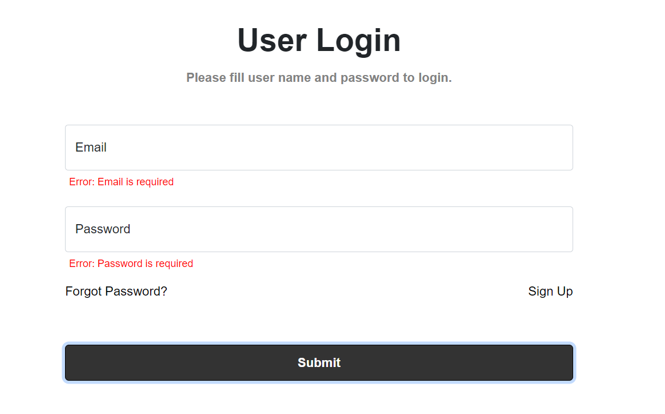 User Login
Please fill user name and password to login.
Email
Error: Email is required
Password
Error: Password is required
Forgot Password? Sign Up
Submit